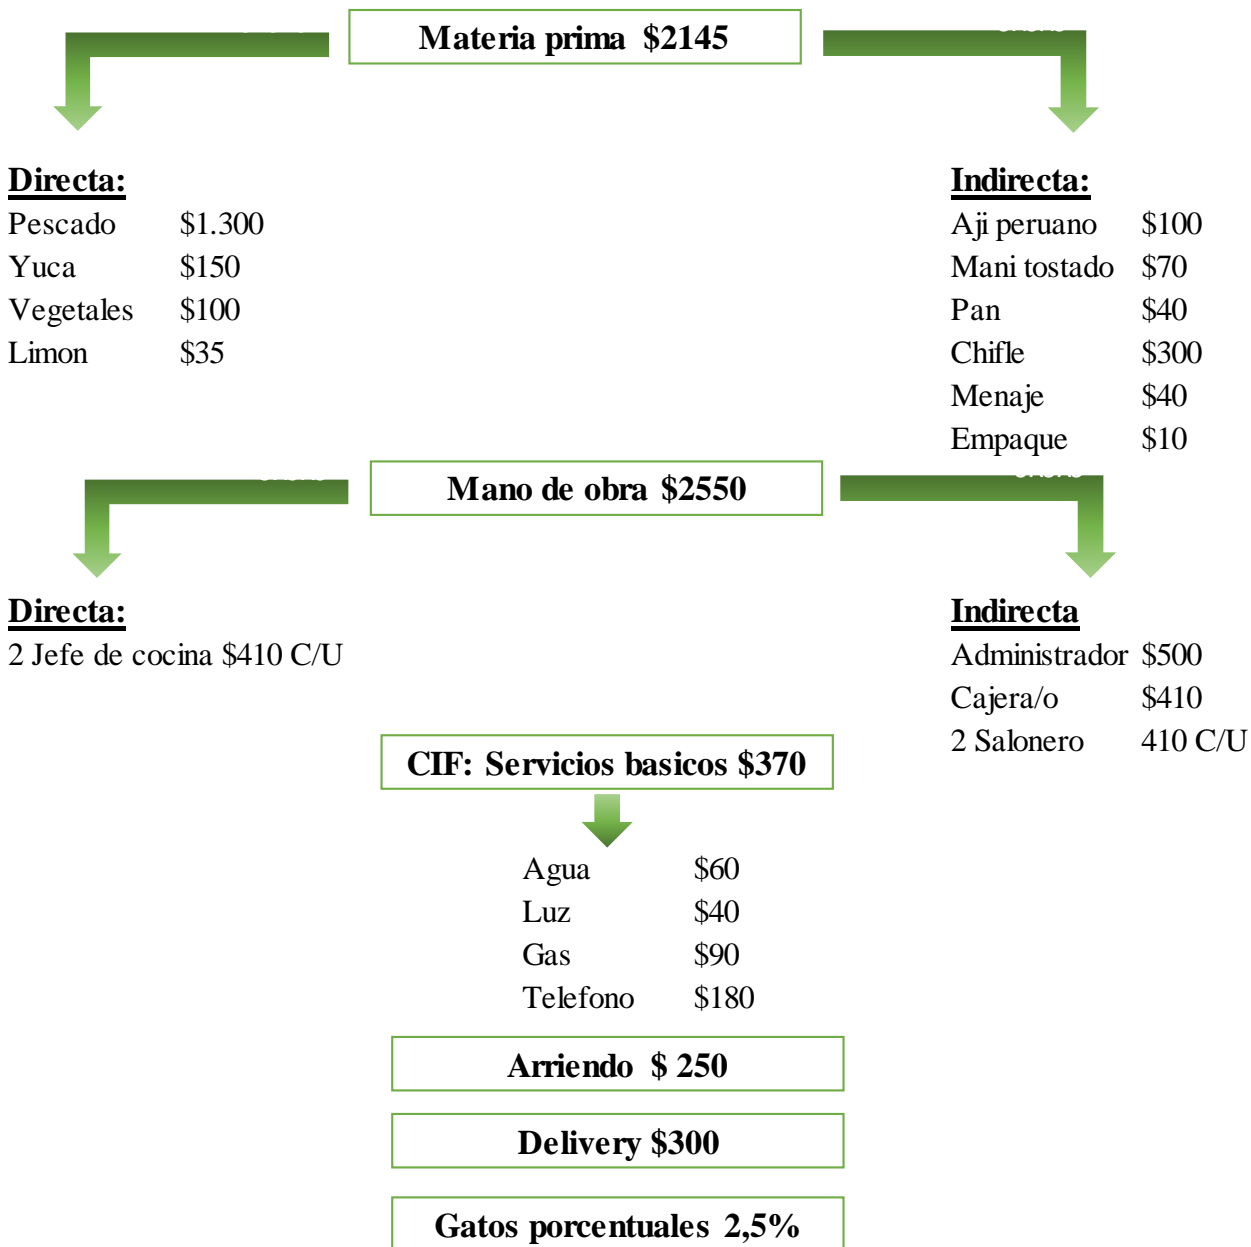 Materia prima $2145
Directa:
Pescado $1.300
Yuca $150
Vegetales $100
Limon $35
Indirecta:
Aji peruano $100
Mani tostado $70
Pan $40
Chifle $300
Menaje $40
Empaque $10
Mano de obra $2550
Directa:
2 Jefe de cocina $410 C/U
Indirecta
Administrador $500
Cajera/o $410
2 Salonero 410 C/U
CIF: Servicios basicos $370
Agua $60
Luz $40
Gas $90
Telefono $180
Arriendo $ 250
Delivery $300
Gatos porcentuales 2,5%